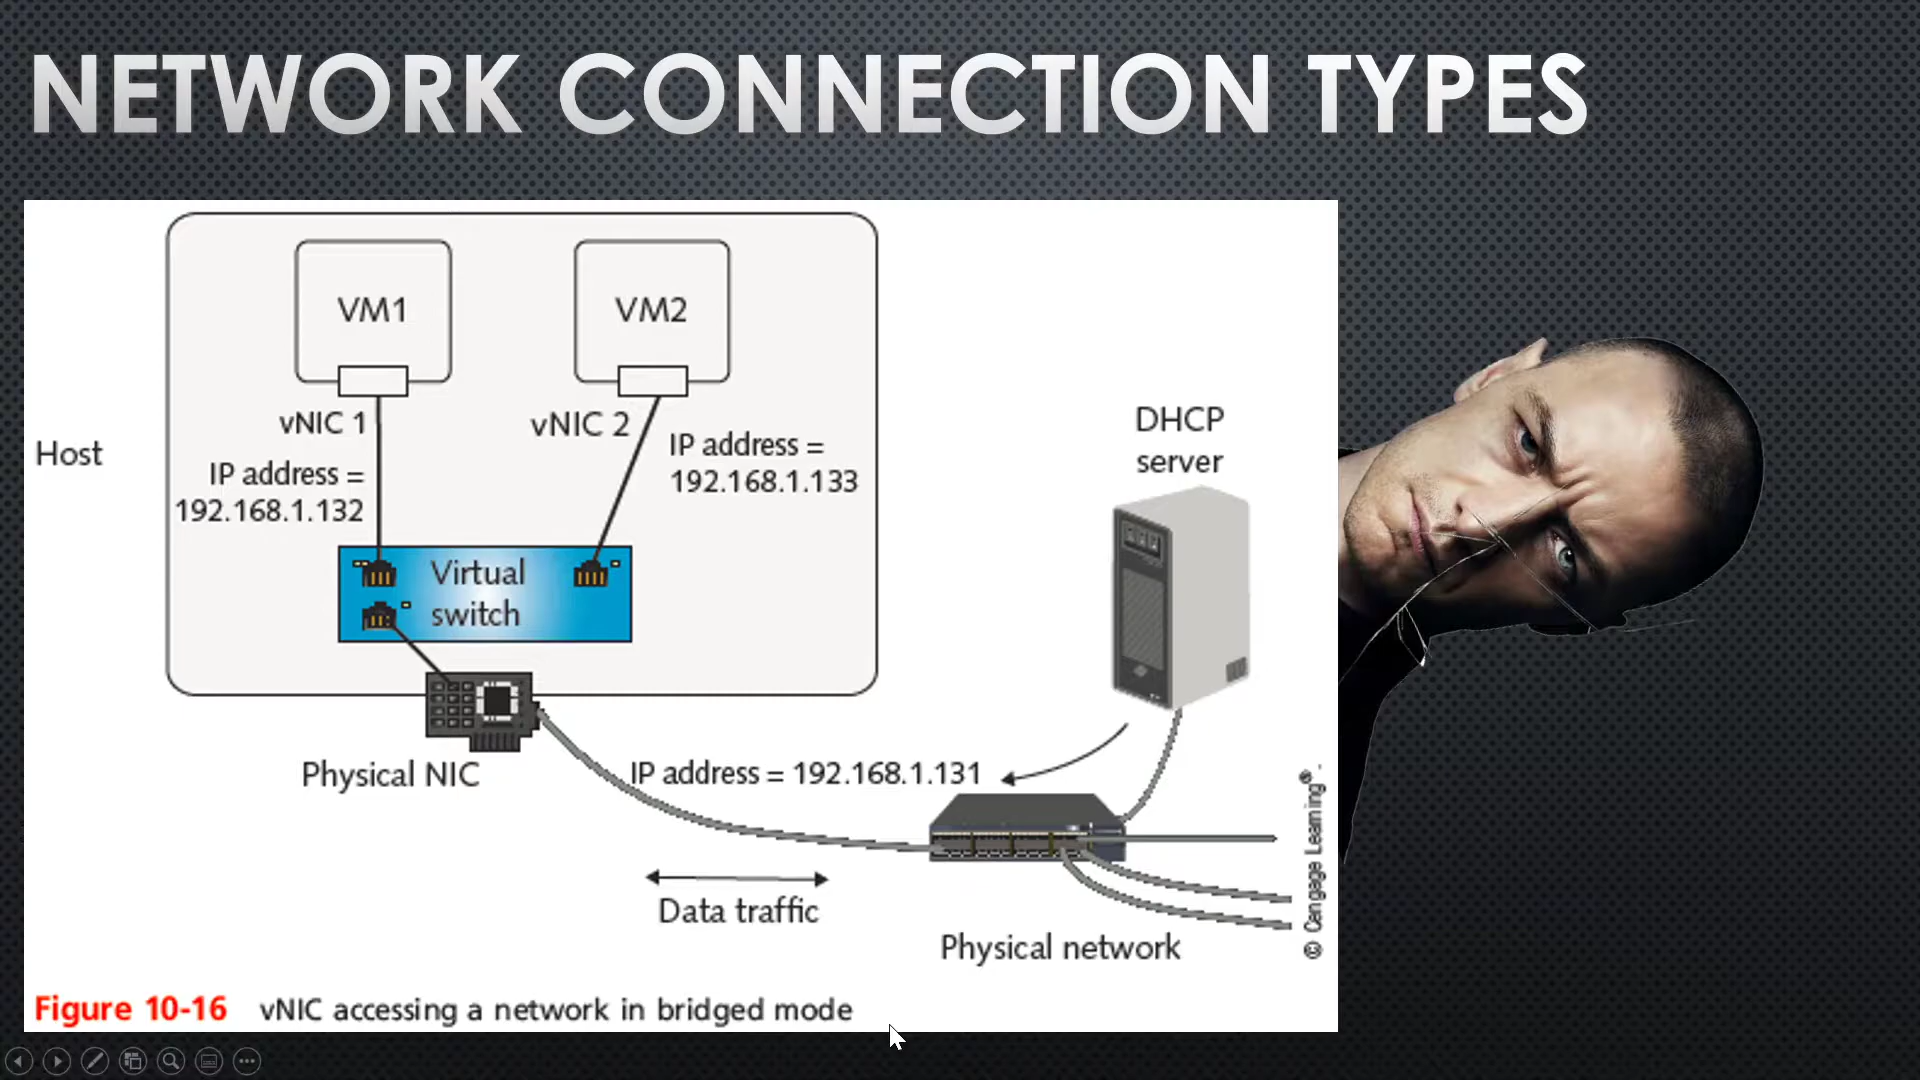 NETWORK CONNECTION TYPES
VM1
VM2
vNIC 1
vNIC 2
IP address =
192.168.1.132
IP address =
192.168.1.133
Host
DHCP
server
Virtual
switch
Physical NIC
IP address = 192.168.1.131
Data traffic
Physical network
© Cengage Learning®.
Figure 10-16 vNIC accessing a network in bridged mode